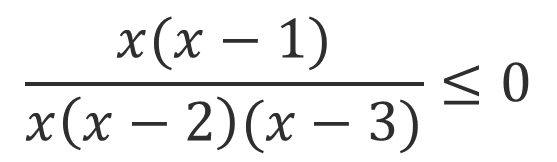 x(x − 1)
x(x − 2)(x − 3) ≤ 0